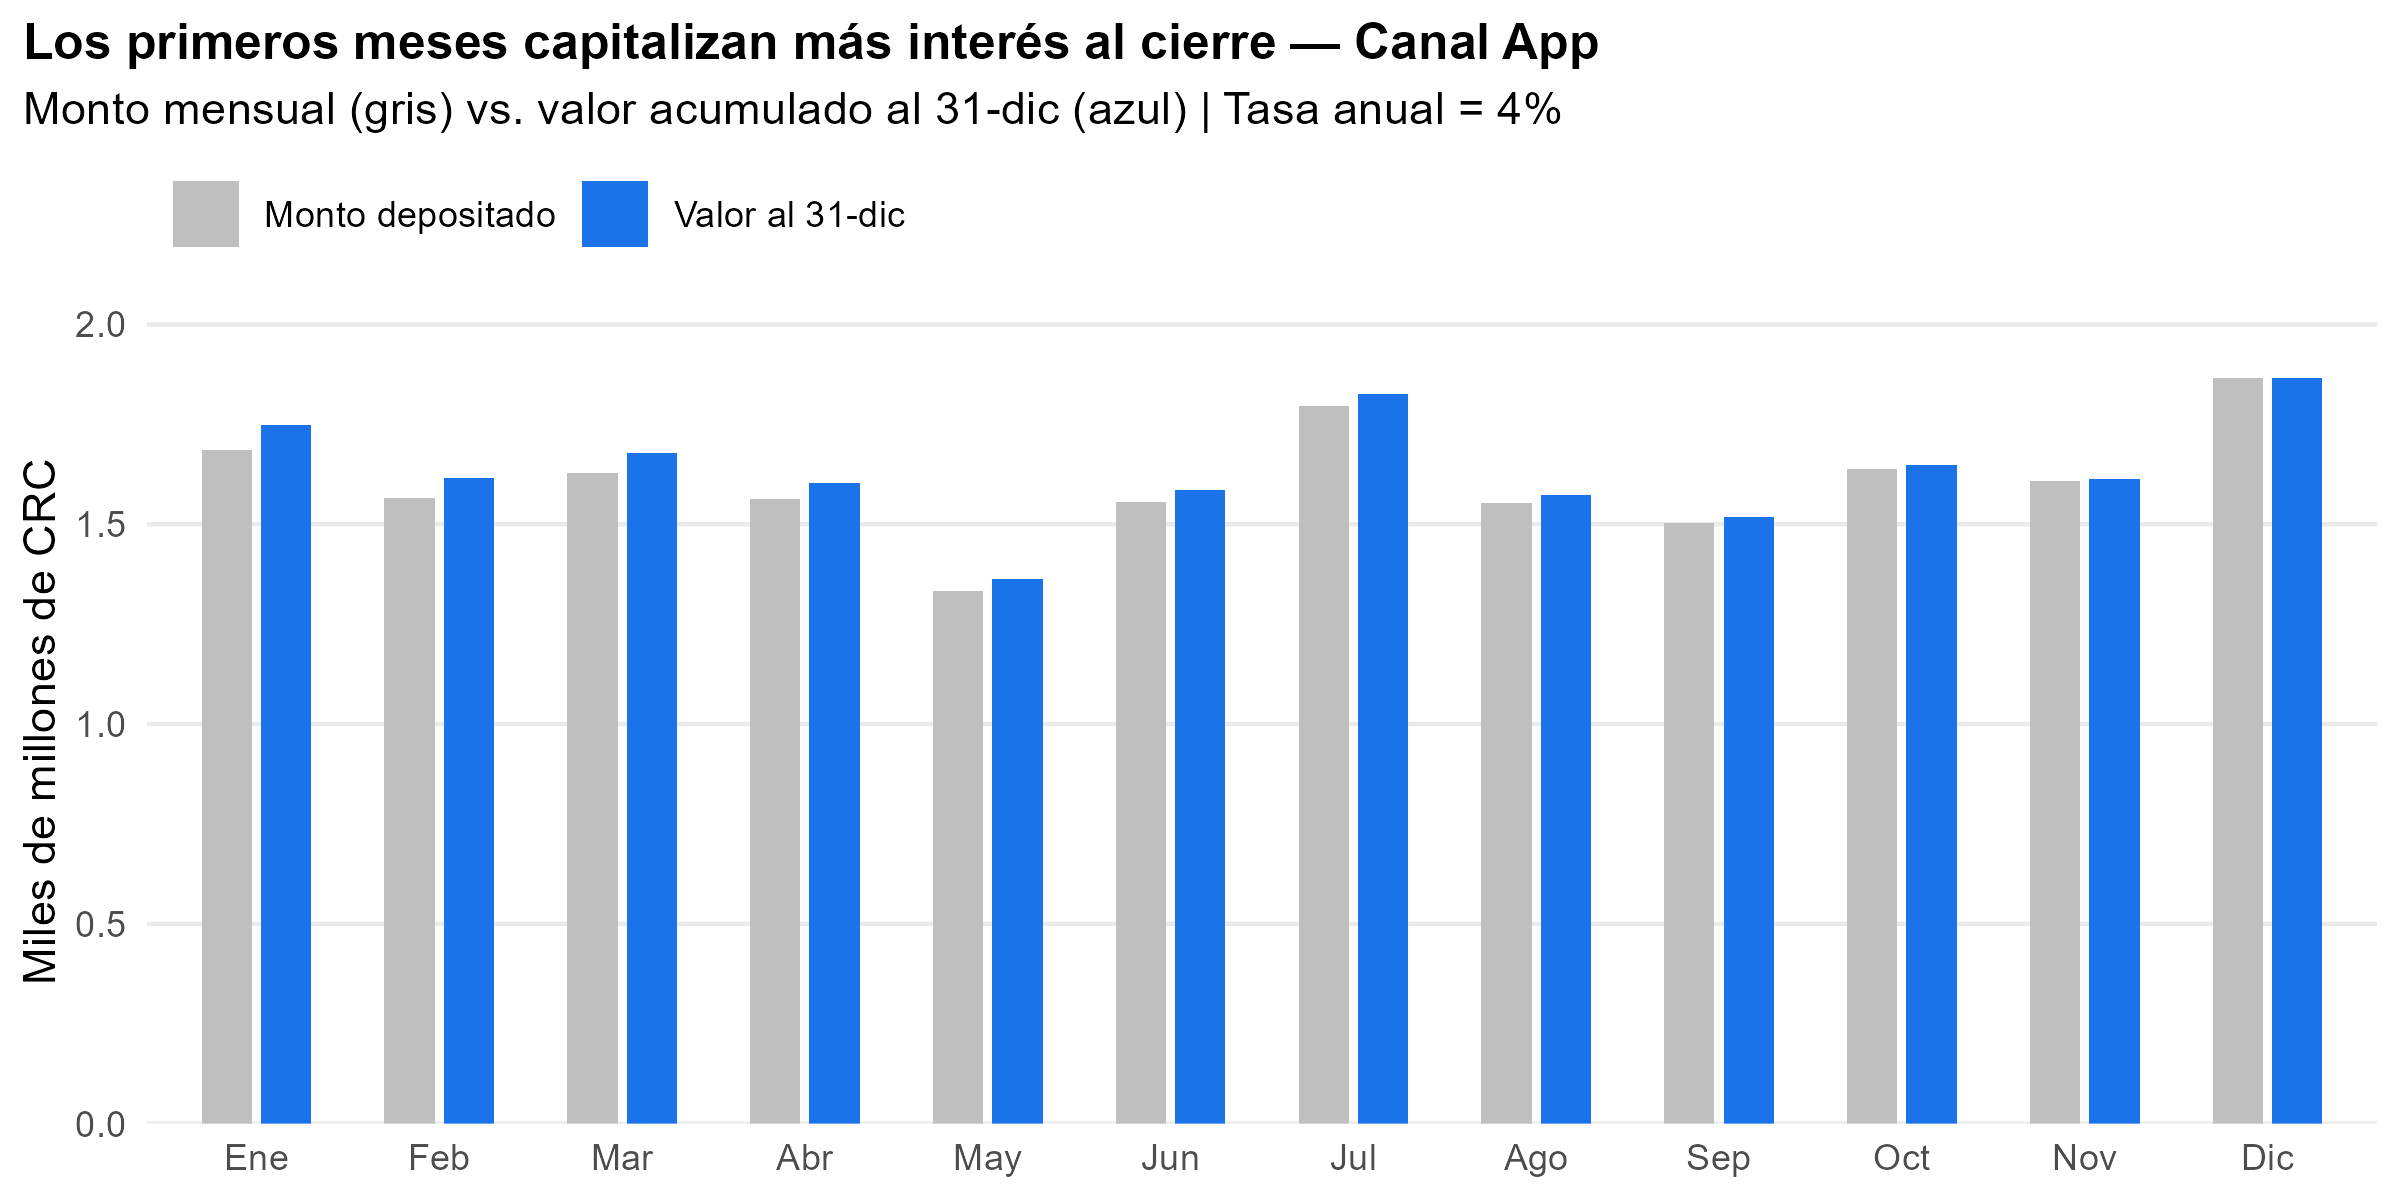 Los primeros meses capitalizan más interés al cierre — Canal App
Monto mensual (gris) vs. valor acumulado al 31-dic (azul) | Tasa anual = 4%
Monto depositado
Valor al 31-dic
Miles de millones de CRC
2.0
1.5
1.0
0.5
0.0
Ene Feb Mar Abr May Jun Jul Ago Sep Oct Nov Dic